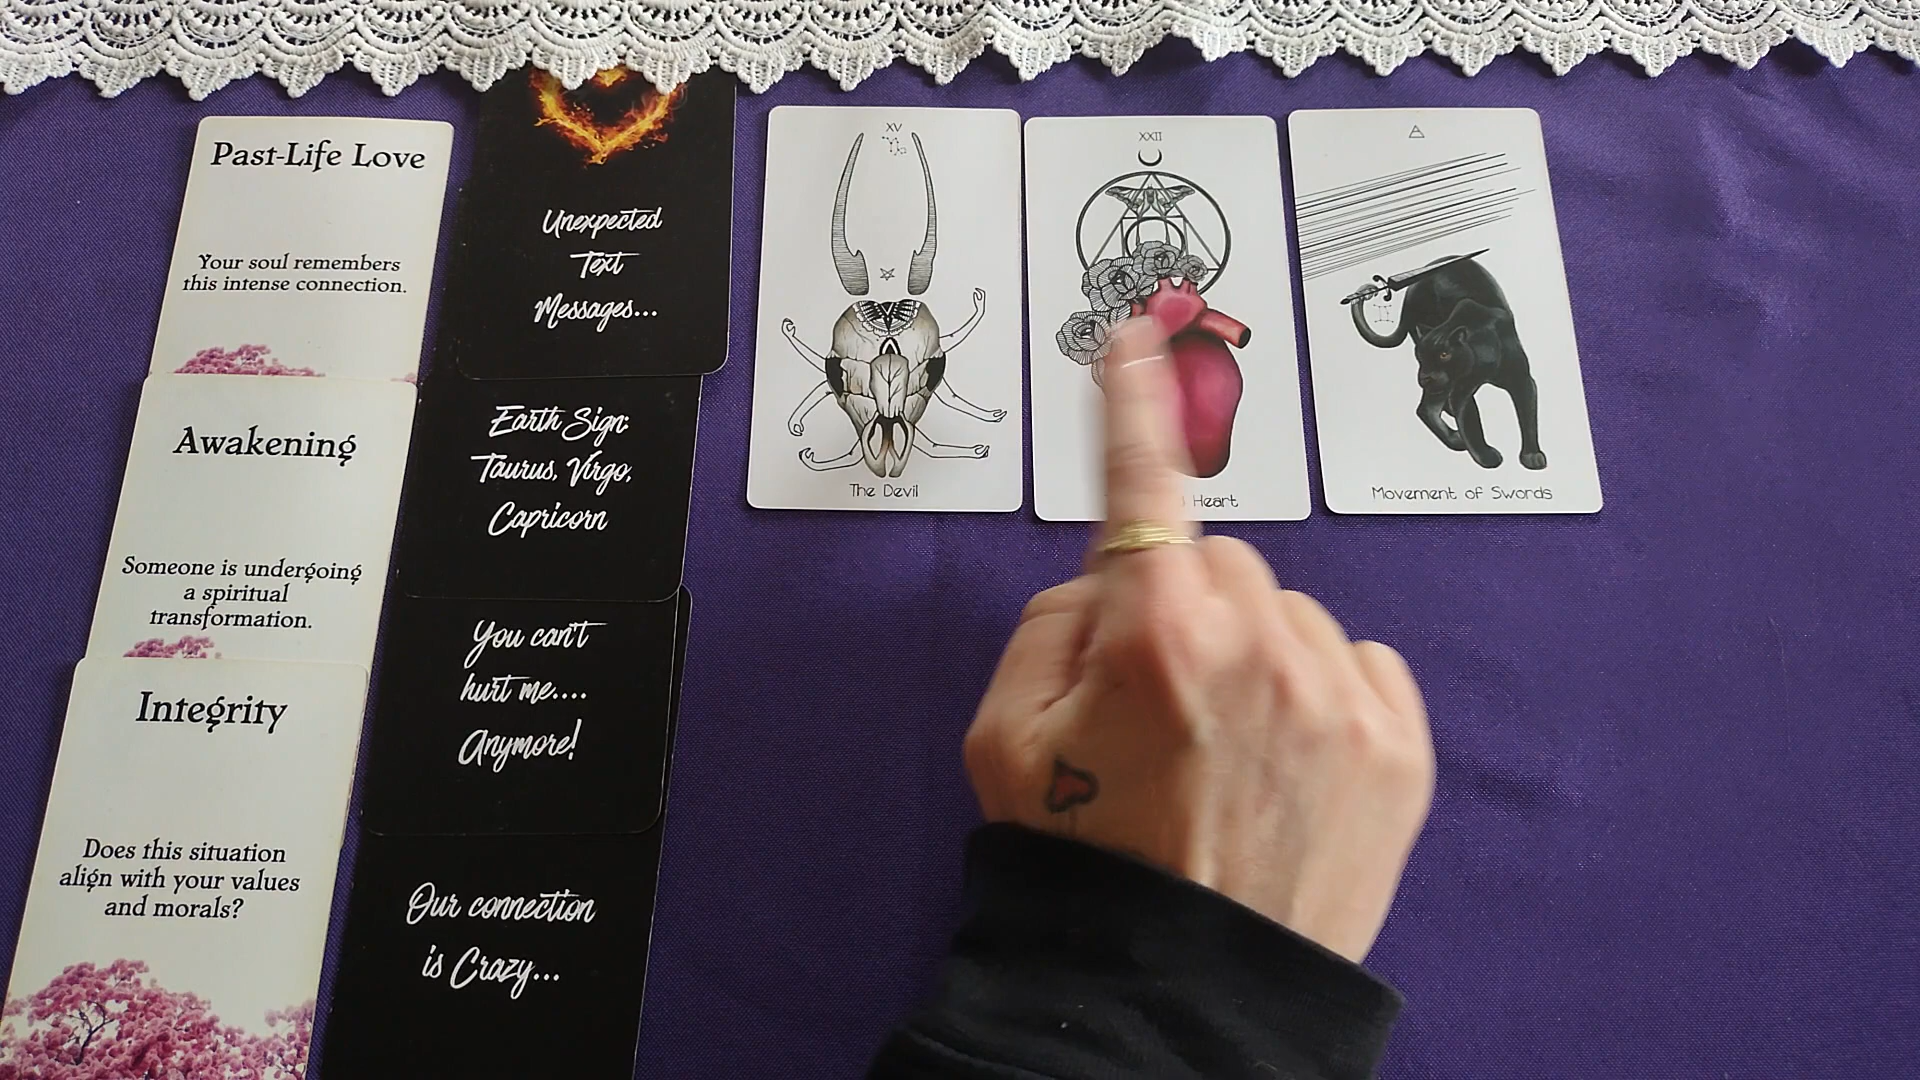 Past-Life Love
Your soul remembers
this intense connection.
Awakening
Someone is undergoing
a spiritual
transformation.
Integrity
Does this situation
align with your values
and morals?
Unexpected
Text
Messages...
Earth Sign:
Taurus, Virgo,
Capricorn
You can't
hurt me....
Anymore!
Our connection
is Crazy...
XV
The Devil
XXII
Heart
Movement of Swords